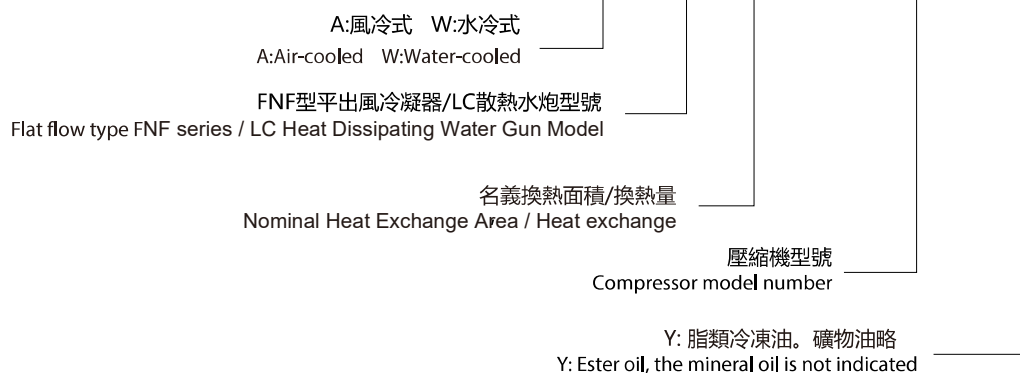 A:風冷式 W:水冷式
A:Air-cooled W:Water-cooled
FNF型平出風冷凝器/LC散熱水炮型號
Flat flow type FNF series / LC Heat Dissipating Water Gun Model
名義換熱面積/換熱量
Nominal Heat Exchange Area / Heat exchange
壓縮機型號
Compressor model number
Y: 脂類冷凍油。礦物油略
Y: Ester oil, the mineral oil is not indicated